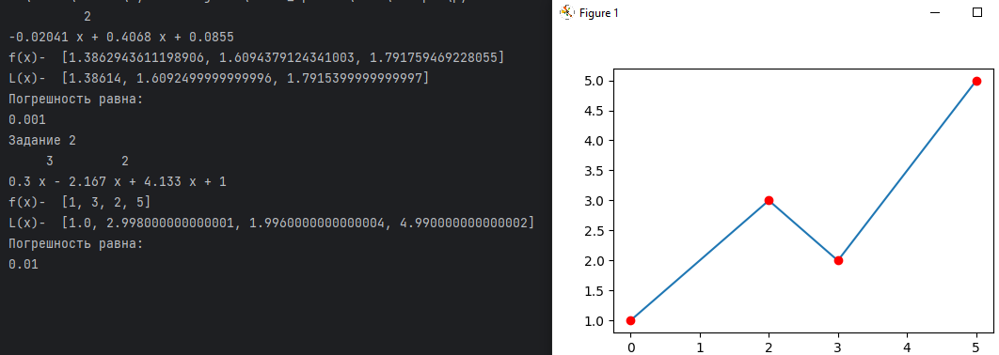 2
-0.02041 x + 0.4068 x + 0.0855
f(x)-  [1.3862943611198906, 1.6094379124341003, 1.791759469228055]
L(x)-  [1.38614, 1.6092499999999996, 1.7915399999999997]
Погрешность равна:
0.001
Задание 2
3 2
0.3 x - 2.167 x + 4.133 x + 1
f(x)-  [1, 3, 2, 5]
L(x)-  [1.0, 2.998000000000001, 1.9960000000000004, 4.990000000000002]
Погрешность равна:
0.01
Figure 1
5.0
4.5
4.0
3.5
3.0
2.5
2.0
1.5
1.0
0 1 2 3 4 5